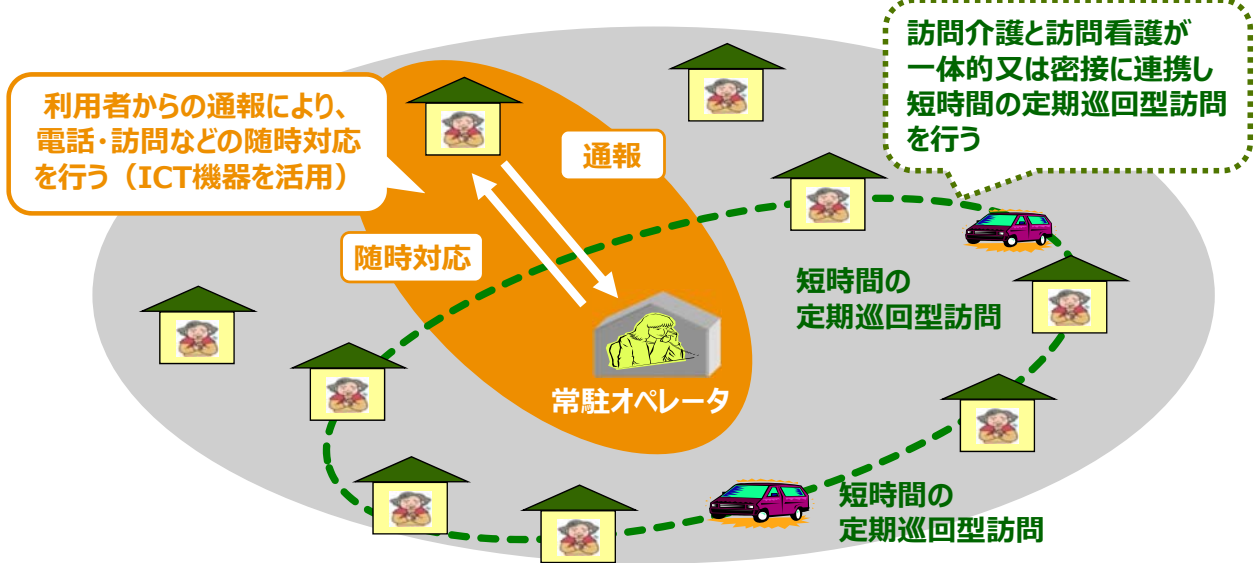 利用者からの通報により、
電話・訪問などの随時対応
を行う（ICT機器を活用）
訪問介護と訪問看護が
一体的又は密接に連携し
短時間の定期巡回型訪問
を行う
通報
随時対応
短時間の
定期巡回型訪問
常駐オペレータ
短時間の
定期巡回型訪問